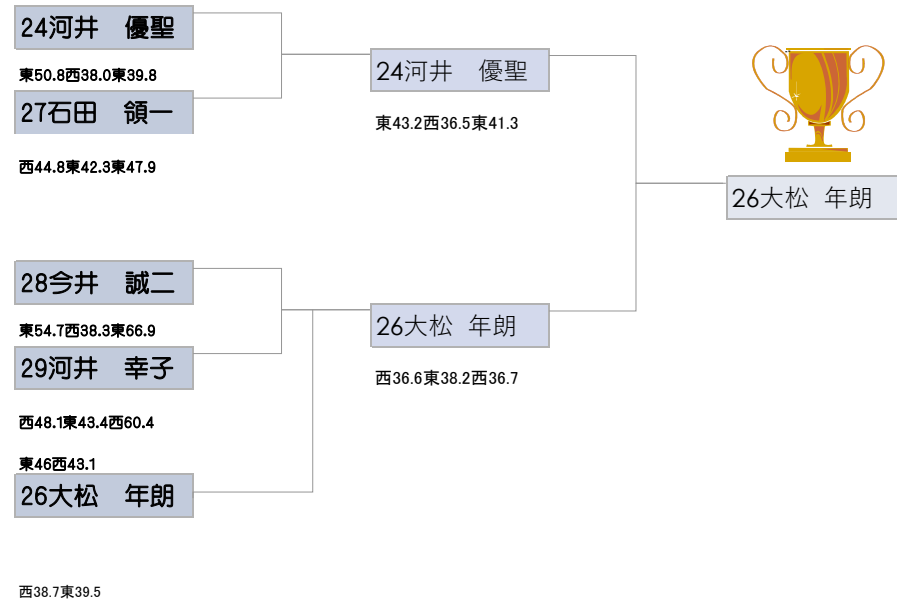 24河井　優聖
東50.8西38.0東39.8
27石田　領一
西44.8東42.3東47.9
28今井　誠二
東54.7西38.3東66.9
29河井　幸子
西48.1東43.4西60.4
東46西43.1
26大松　年朗
西38.7東39.5
24河井　優聖
東43.2西36.5東41.3
26大松 年朗
西36.6東38.2西36.7
26大松 年朗